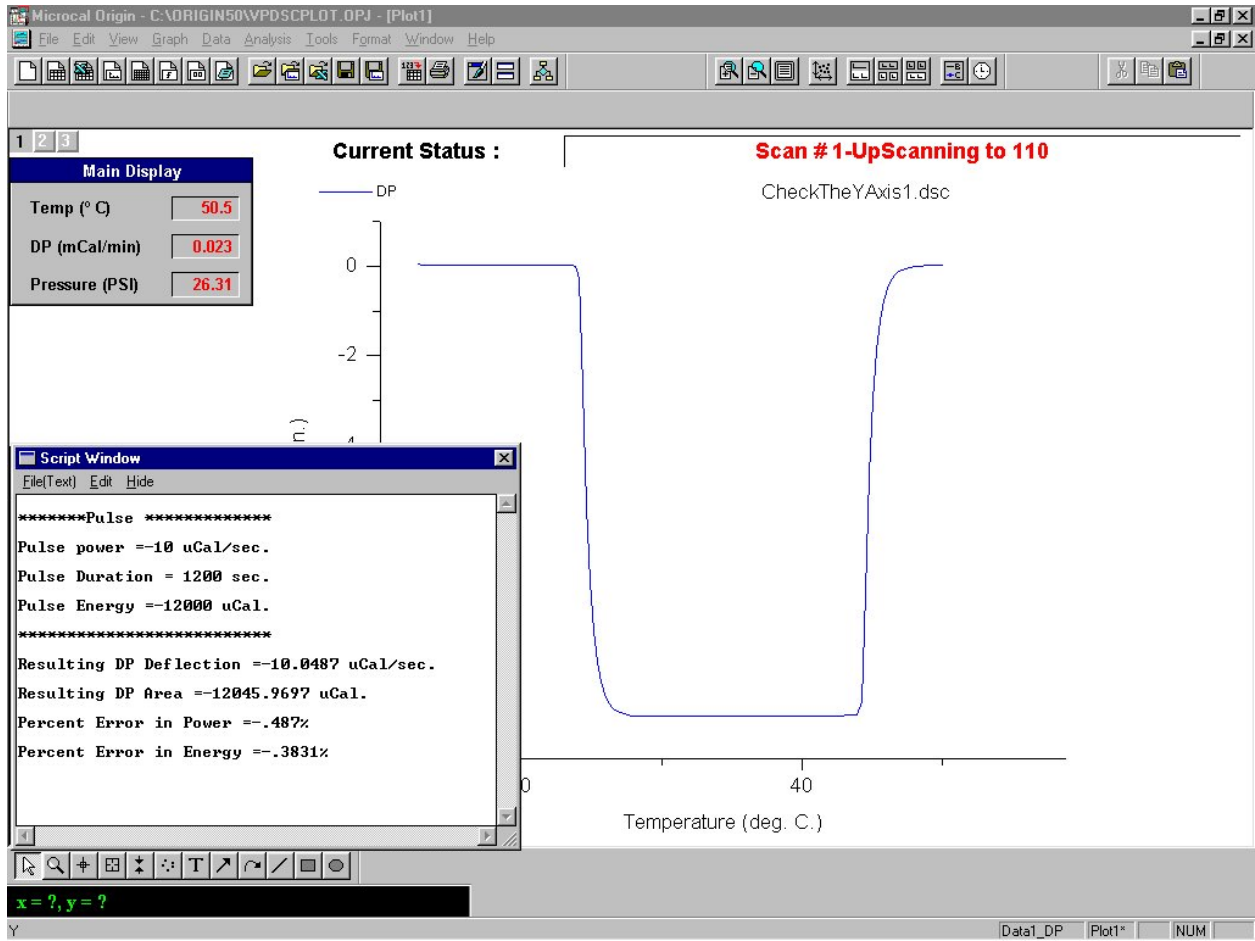 Microcal Origin - C:\ORIGIN50\VPDSCPLOT.OPJ - [Plot1]
File Edit View Graph Data Analysis Tools Format Window Help
1 2 3
Main Display
Temp (º C) 50.5
DP (mCal/min) 0.023
Pressure (PSI) 26.31
Current Status :
Scan # 1-UpScanning to 110
DP
CheckTheYAxis1.dsc
0
-2
40
Temperature (deg. C.)
Script Window
File(Text) Edit Hide
*******Pulse *************
Pulse power =-10 uCal/sec.
Pulse Duration = 1200 sec.
Pulse Energy =-12000 uCal.
**************************
Resulting DP Deflection =-10.0487 uCal/sec.
Resulting DP Area =-12045.9697 uCal.
Percent Error in Power =-.487%
Percent Error in Energy =-.3831%
x = ?, y = ?
Y
Data1_DP Plot1* NUM